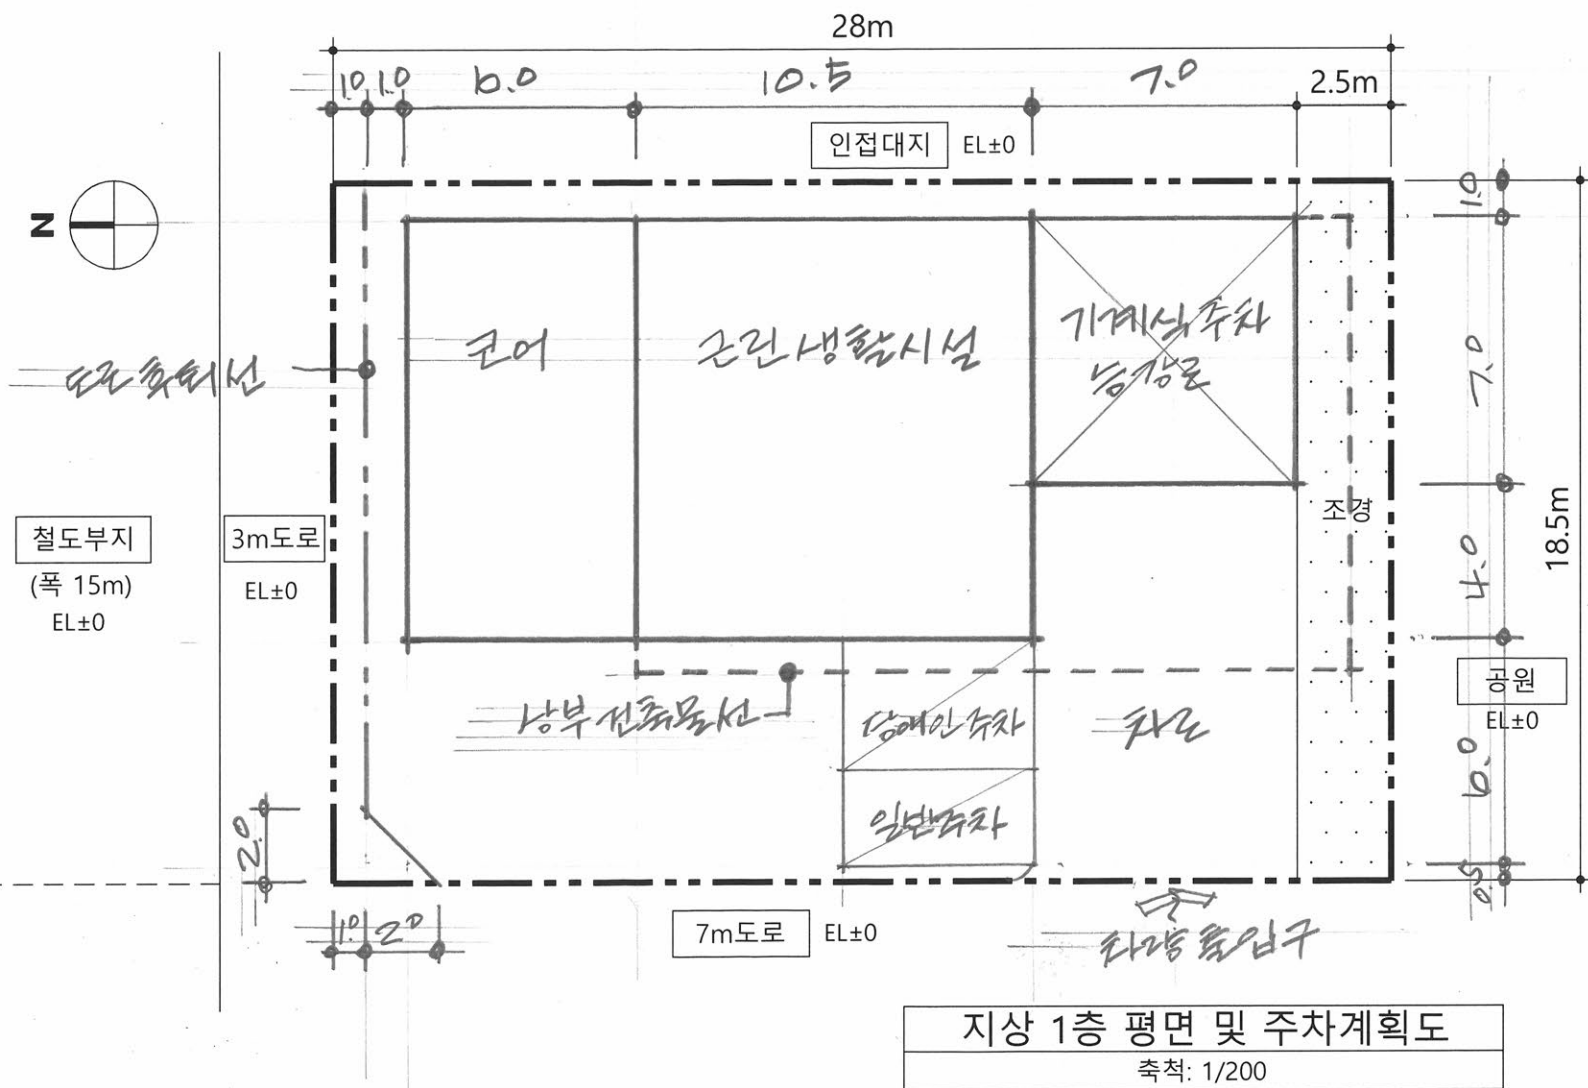 28m
1.0 1.0 6.0 10.5 7.0 2.5m
인접대지 EL±0
N
1.0
코어
근린생활시설
기계식주차
승강로
도로후퇴선
7.0
조경
18.5m
철도부지
(폭 15m)
EL±0
3m도로
EL±0
4.0
공원
EL±0
상부건축물선
장애인주차
차로
6.0
일반주차
2.0
0.5
1.0 2.0
7m도로 EL±0
차량출입구
지상 1층 평면 및 주차계획도
축척: 1/200